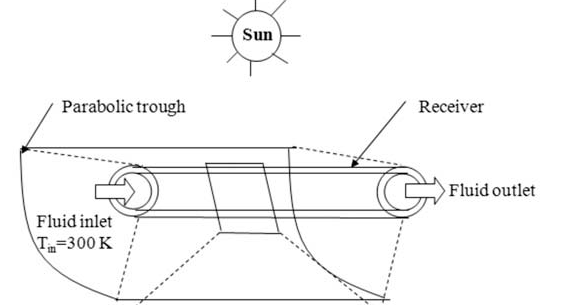 Sun
Parabolic trough
Receiver
Fluid outlet
Fluid inlet
Tin=300 K